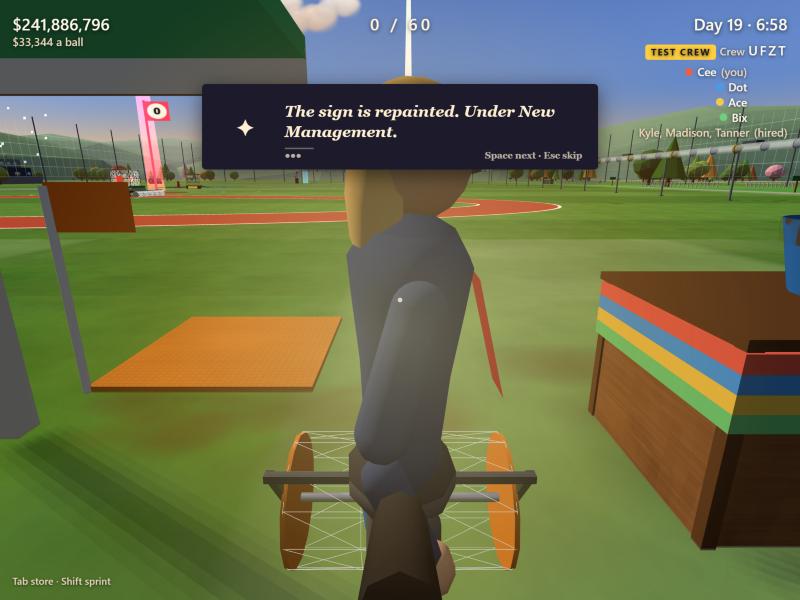 $241,886,796
$33,344 a ball
0 / 60
Day 19 · 6:58
TEST CREW Crew UFZT
Cee (you)
Dot
Ace
Bix
Kyle, Madison, Tanner (hired)
0
The sign is repainted. Under New
Management.
Space next · Esc skip
Tab store · Shift sprint